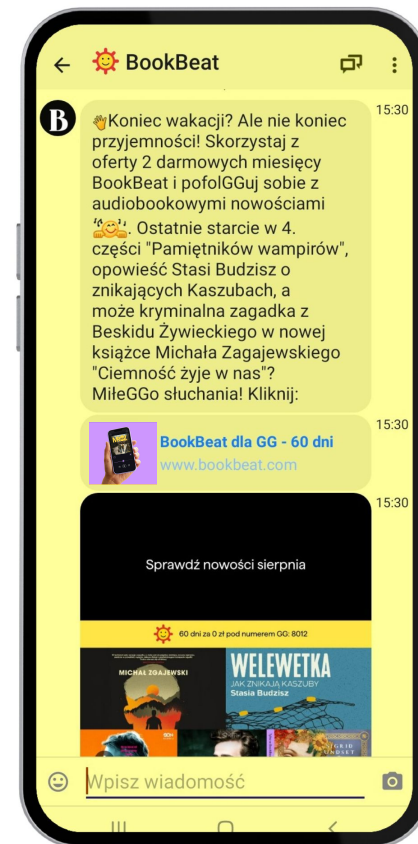 BookBeat
B
15:30
👋Koniec wakacji? Ale nie koniec
przyjemności! Skorzystaj z
oferty 2 darmowych miesięcy
BookBeat i pofolGGuj sobie z
audiobookowymi nowościami
🤗. Ostatnie starcie w 4.
części "Pamiętników wampirów",
opowieść Stasi Budzisz o
znikających Kaszubach, a
może kryminalna zagadka z
Beskidu Żywieckiego w nowej
książce Michała Zagajewskiego
"Ciemność żyje w nas"?
MiłeGGo słuchania! Kliknij:
15:30
BookBeat dla GG - 60 dni
www.bookbeat.com
15:30
Sprawdź nowości sierpnia
60 dni za 0 zł pod numerem GG: 8012
MICHAŁ ZGAJEWSKI
WELEWETKA
JAK ZNIKAJĄ KASZUBY
Stasia Budzisz
Wpisz wiadomość